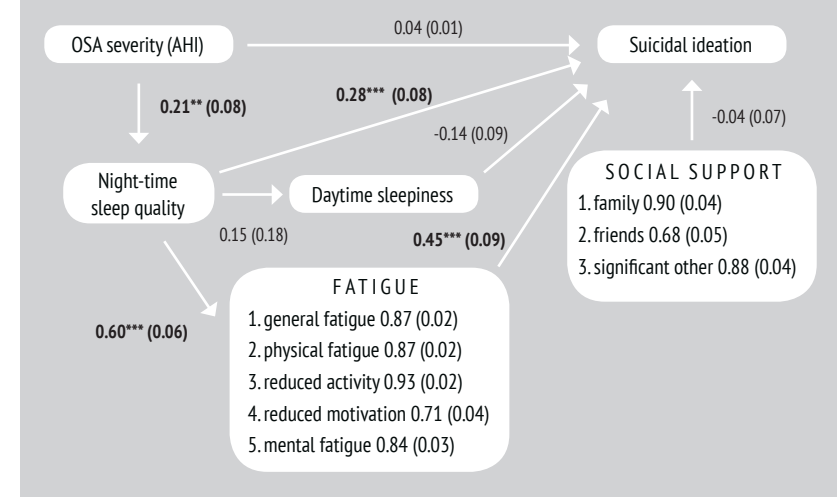 0.04 (0.01)
OSA severity (AHI)
Suicidal ideation
0.21** (0.08)
0.28*** (0.08)
-0.14 (0.09)
-0.04 (0.07)
Night-time
sleep quality
Daytime sleepiness
0.15 (0.18)
0.45*** (0.09)
SOCIAL SUPPORT
1. family 0.90 (0.04)
2. friends 0.68 (0.05)
3. significant other 0.88 (0.04)
0.60*** (0.06)
FATIGUE
1. general fatigue 0.87 (0.02)
2. physical fatigue 0.87 (0.02)
3. reduced activity 0.93 (0.02)
4. reduced motivation 0.71 (0.04)
5. mental fatigue 0.84 (0.03)